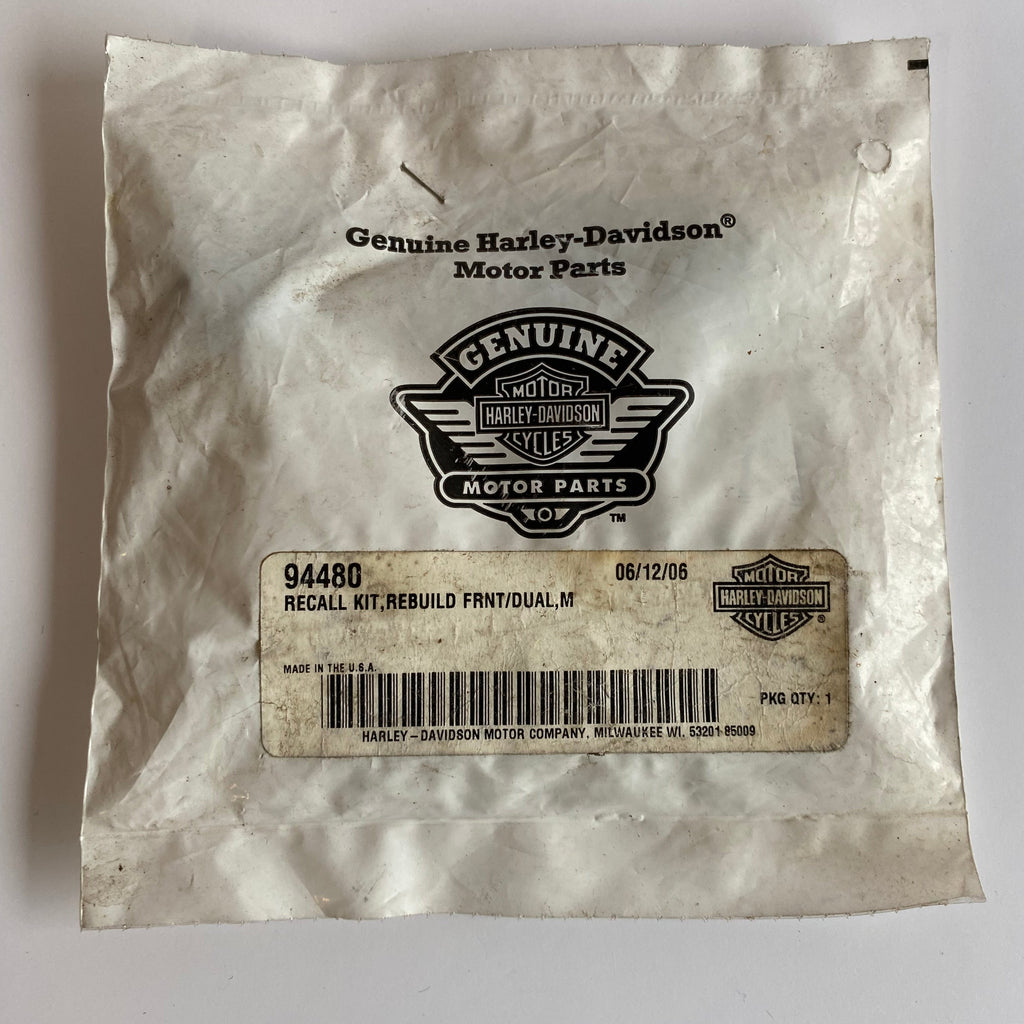 Genuine Harley-Davidson®
Motor Parts
GENUINE
MOTOR
HARLEY-DAVIDSON
CYCLES
MOTOR PARTS
TM
94480 06/12/06
RECALL KIT,REBUILD FRNT/DUAL,M
MOTOR
HARLEY-DAVIDSON
CYCLES
®
MADE IN THE U.S.A.
PKG QTY: 1
HARLEY-DAVIDSON MOTOR COMPANY. MILWAUKEE WI. 53201 85009